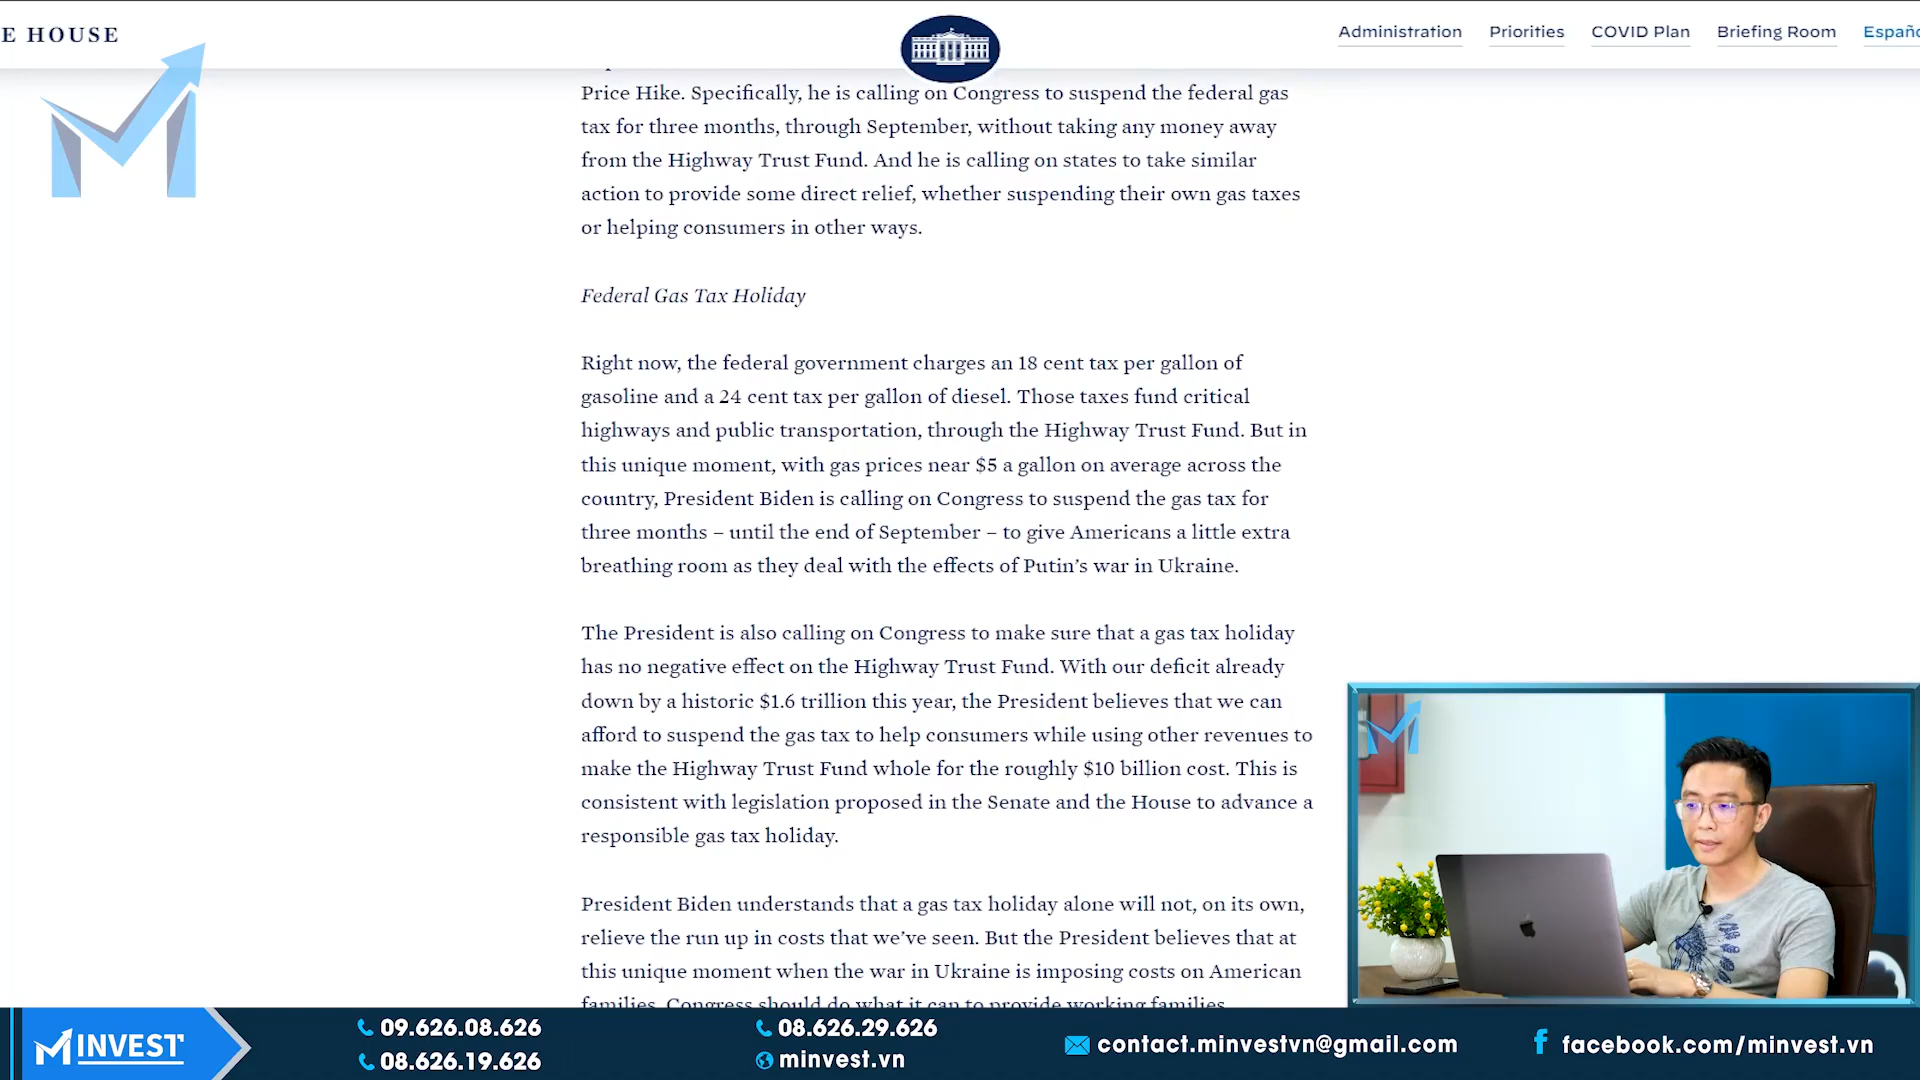 E HOUSE
Administration
Priorities
COVID Plan
Briefing Room
Españo
Price Hike. Specifically, he is calling on Congress to suspend the federal gas
tax for three months, through September, without taking any money away
from the Highway Trust Fund. And he is calling on states to take similar
action to provide some direct relief, whether suspending their own gas taxes
or helping consumers in other ways.
Federal Gas Tax Holiday
Right now, the federal government charges an 18 cent tax per gallon of
gasoline and a 24 cent tax per gallon of diesel. Those taxes fund critical
highways and public transportation, through the Highway Trust Fund. But in
this unique moment, with gas prices near $5 a gallon on average across the
country, President Biden is calling on Congress to suspend the gas tax for
three months – until the end of September – to give Americans a little extra
breathing room as they deal with the effects of Putin’s war in Ukraine.
The President is also calling on Congress to make sure that a gas tax holiday
has no negative effect on the Highway Trust Fund. With our deficit already
down by a historic $1.6 trillion this year, the President believes that we can
afford to suspend the gas tax to help consumers while using other revenues to
make the Highway Trust Fund whole for the roughly $10 billion cost. This is
consistent with legislation proposed in the Senate and the House to advance a
responsible gas tax holiday.
President Biden understands that a gas tax holiday alone will not, on its own,
relieve the run up in costs that we’ve seen. But the President believes that at
this unique moment when the war in Ukraine is imposing costs on American
families, Congress should do what it can to provide working families
MINVEST
09.626.08.626
08.626.19.626
08.626.29.626
minvest.vn
contact.minvestvn@gmail.com
facebook.com/minvest.vn